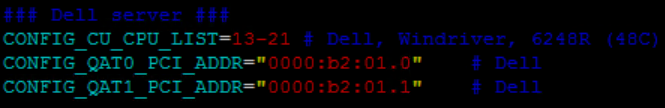 ### Dell server ###
CONFIG_CU_CPU_LIST=13-21 # Dell, Windriver, 6248R (48C)
CONFIG_QAT0_PCI_ADDR="0000:b2:01.0"    # Dell
CONFIG_QAT1_PCI_ADDR="0000:b2:01.1"    # Dell